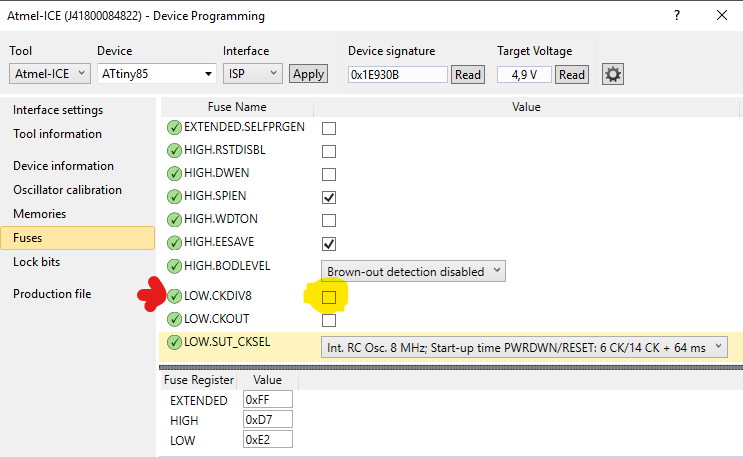 Atmel-ICE (J41800084822) - Device Programming
Tool Device Interface Device signature Target Voltage
Atmel-ICE ATtiny85 ISP Apply 0x1E930B Read 4,9 V Read
Interface settings
Tool information
Device information
Oscillator calibration
Memories
Fuses
Lock bits
Production file
Fuse Name Value
EXTENDED.SELFPRGEN
HIGH.RSTDISBL
HIGH.DWEN
HIGH.SPIEN
HIGH.WDTON
HIGH.EESAVE
HIGH.BODLEVEL Brown-out detection disabled
LOW.CKDIV8
LOW.CKOUT
LOW.SUT_CKSEL Int. RC Osc. 8 MHz; Start-up time PWRDWN/RESET: 6 CK/14 CK + 64 ms
Fuse Register Value
EXTENDED 0xFF
HIGH 0xD7
LOW 0xE2